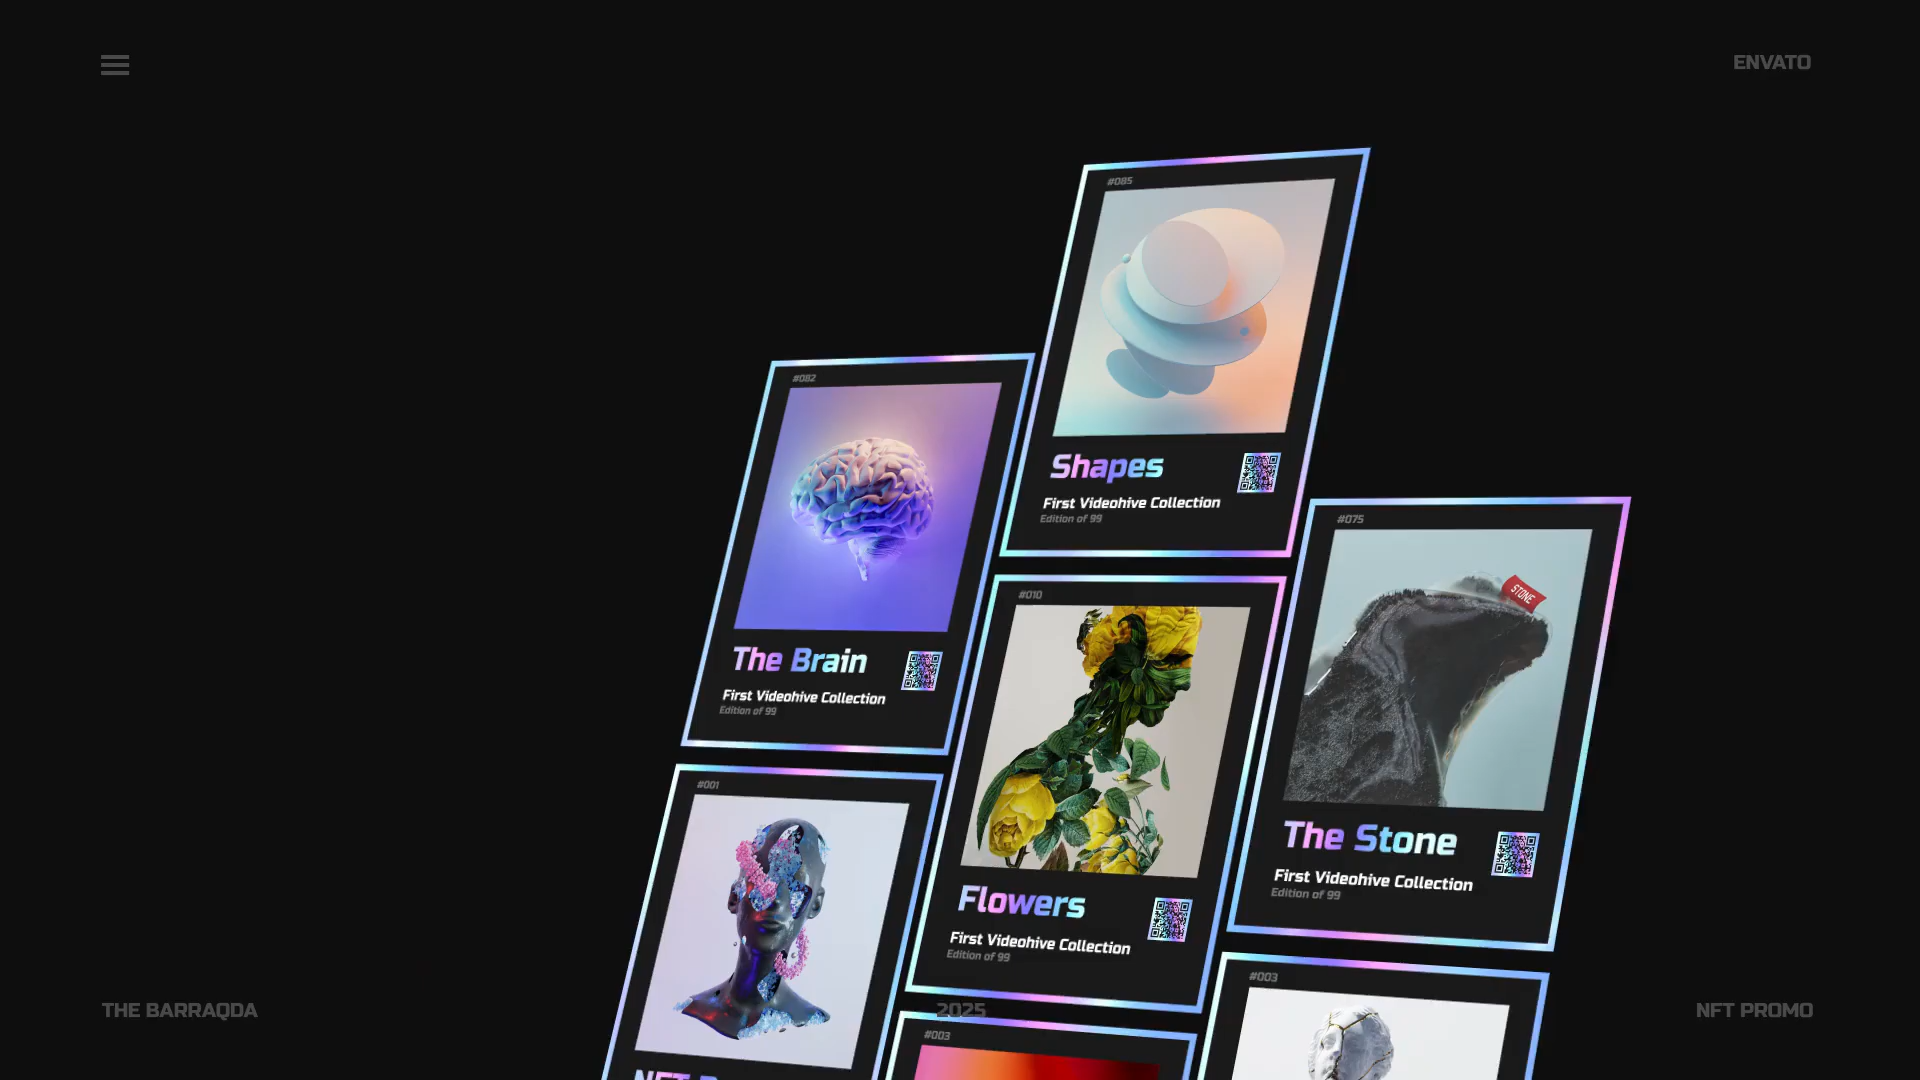 ENVATO
#085
Shapes
First Videohive Collection
Edition of 99
#082
The Brain
First Videohive Collection
Edition of 99
#075
STONE
The Stone
First Videohive Collection
Edition of 99
#010
Flowers
First Videohive Collection
Edition of 99
#001
NFT
#003
#003
THE BARRAQDA
2025
NFT PROMO